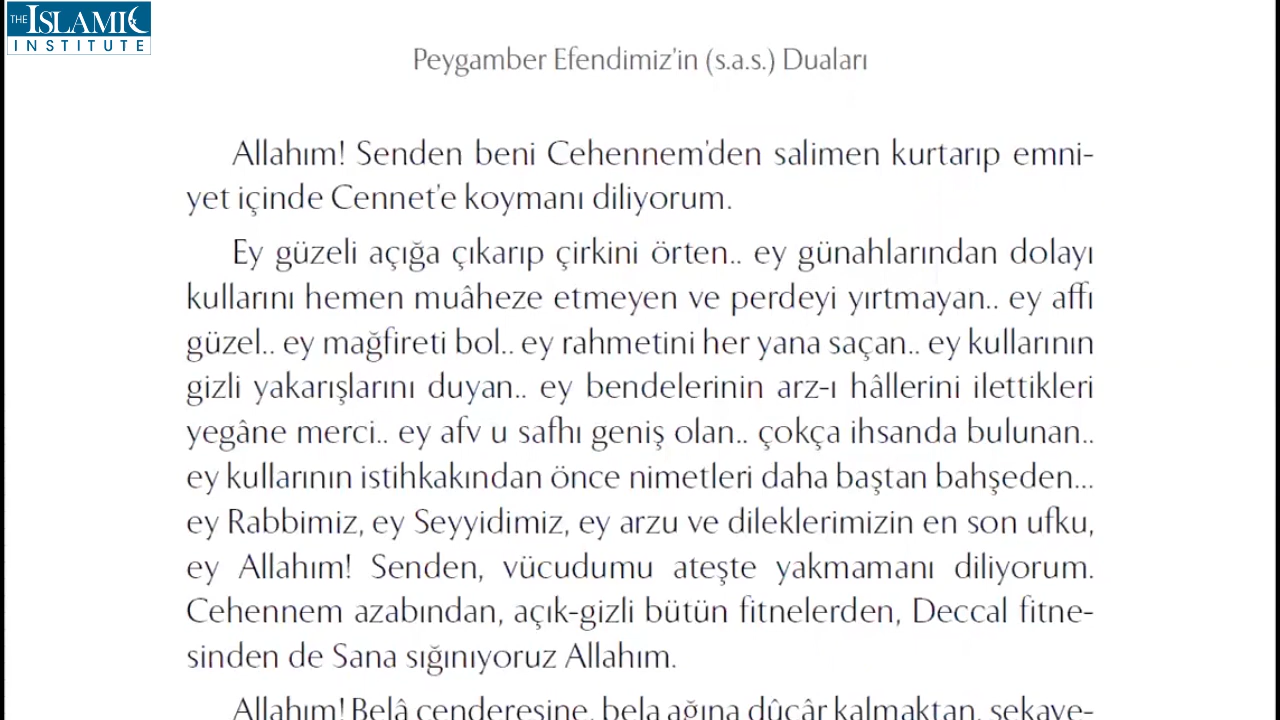 THE ISLAMIC
INSTITUTE
Peygamber Efendimiz'in (s.a.s.) Duaları
Allahım! Senden beni Cehennem'den salimen kurtarıp emni-
yet içinde Cennet'e koymanı diliyorum.
Ey güzeli açığa çıkarıp çirkini örten.. ey günahlarından dolayı
kullarını hemen muâheze etmeyen ve perdeyi yırtmayan.. ey affı
güzel.. ey mağfireti bol.. ey rahmetini her yana saçan.. ey kullarının
gizli yakarışlarını duyan.. ey bendelerinin arz-ı hâllerini ilettikleri
yegâne merci.. ey afv u safhı geniş olan.. çokça ihsanda bulunan..
ey kullarının istihkakından önce nimetleri daha baştan bahşeden...
ey Rabbimiz, ey Seyyidimiz, ey arzu ve dileklerimizin en son ufku,
ey Allahım! Senden, vücudumu ateşte yakmamanı diliyorum.
Cehennem azabından, açık-gizli bütün fitnelerden, Deccal fitne-
sinden de Sana sığınıyoruz Allahım.
Allahım! Belâ cenderesine, bela ağına dûçâr kalmaktan, şekave-